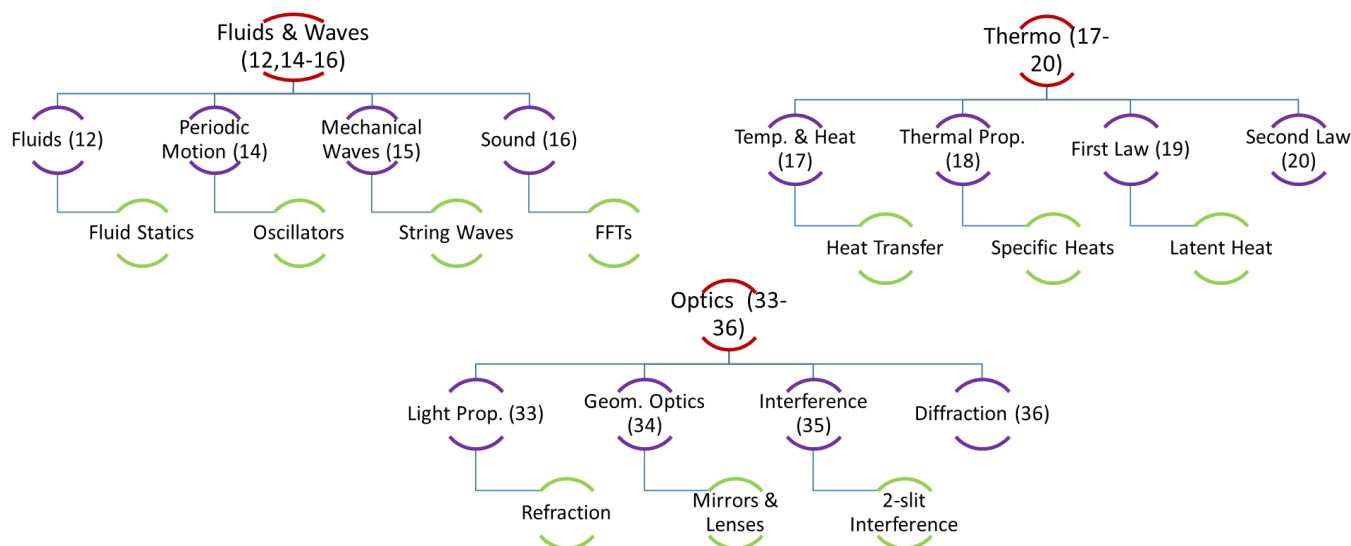 Fluids & Waves
(12,14-16)
Fluids (12)
Periodic
Motion (14)
Mechanical
Waves (15)
Sound (16)
Fluid Statics
Oscillators
String Waves
FFTs
Thermo (17-
20)
Temp. & Heat
(17)
Thermal Prop.
(18)
First Law (19)
Second Law
(20)
Heat Transfer
Specific Heats
Latent Heat
Optics (33-
36)
Light Prop. (33)
Geom. Optics
(34)
Interference
(35)
Diffraction (36)
Refraction
Mirrors &
Lenses
2-slit
Interference